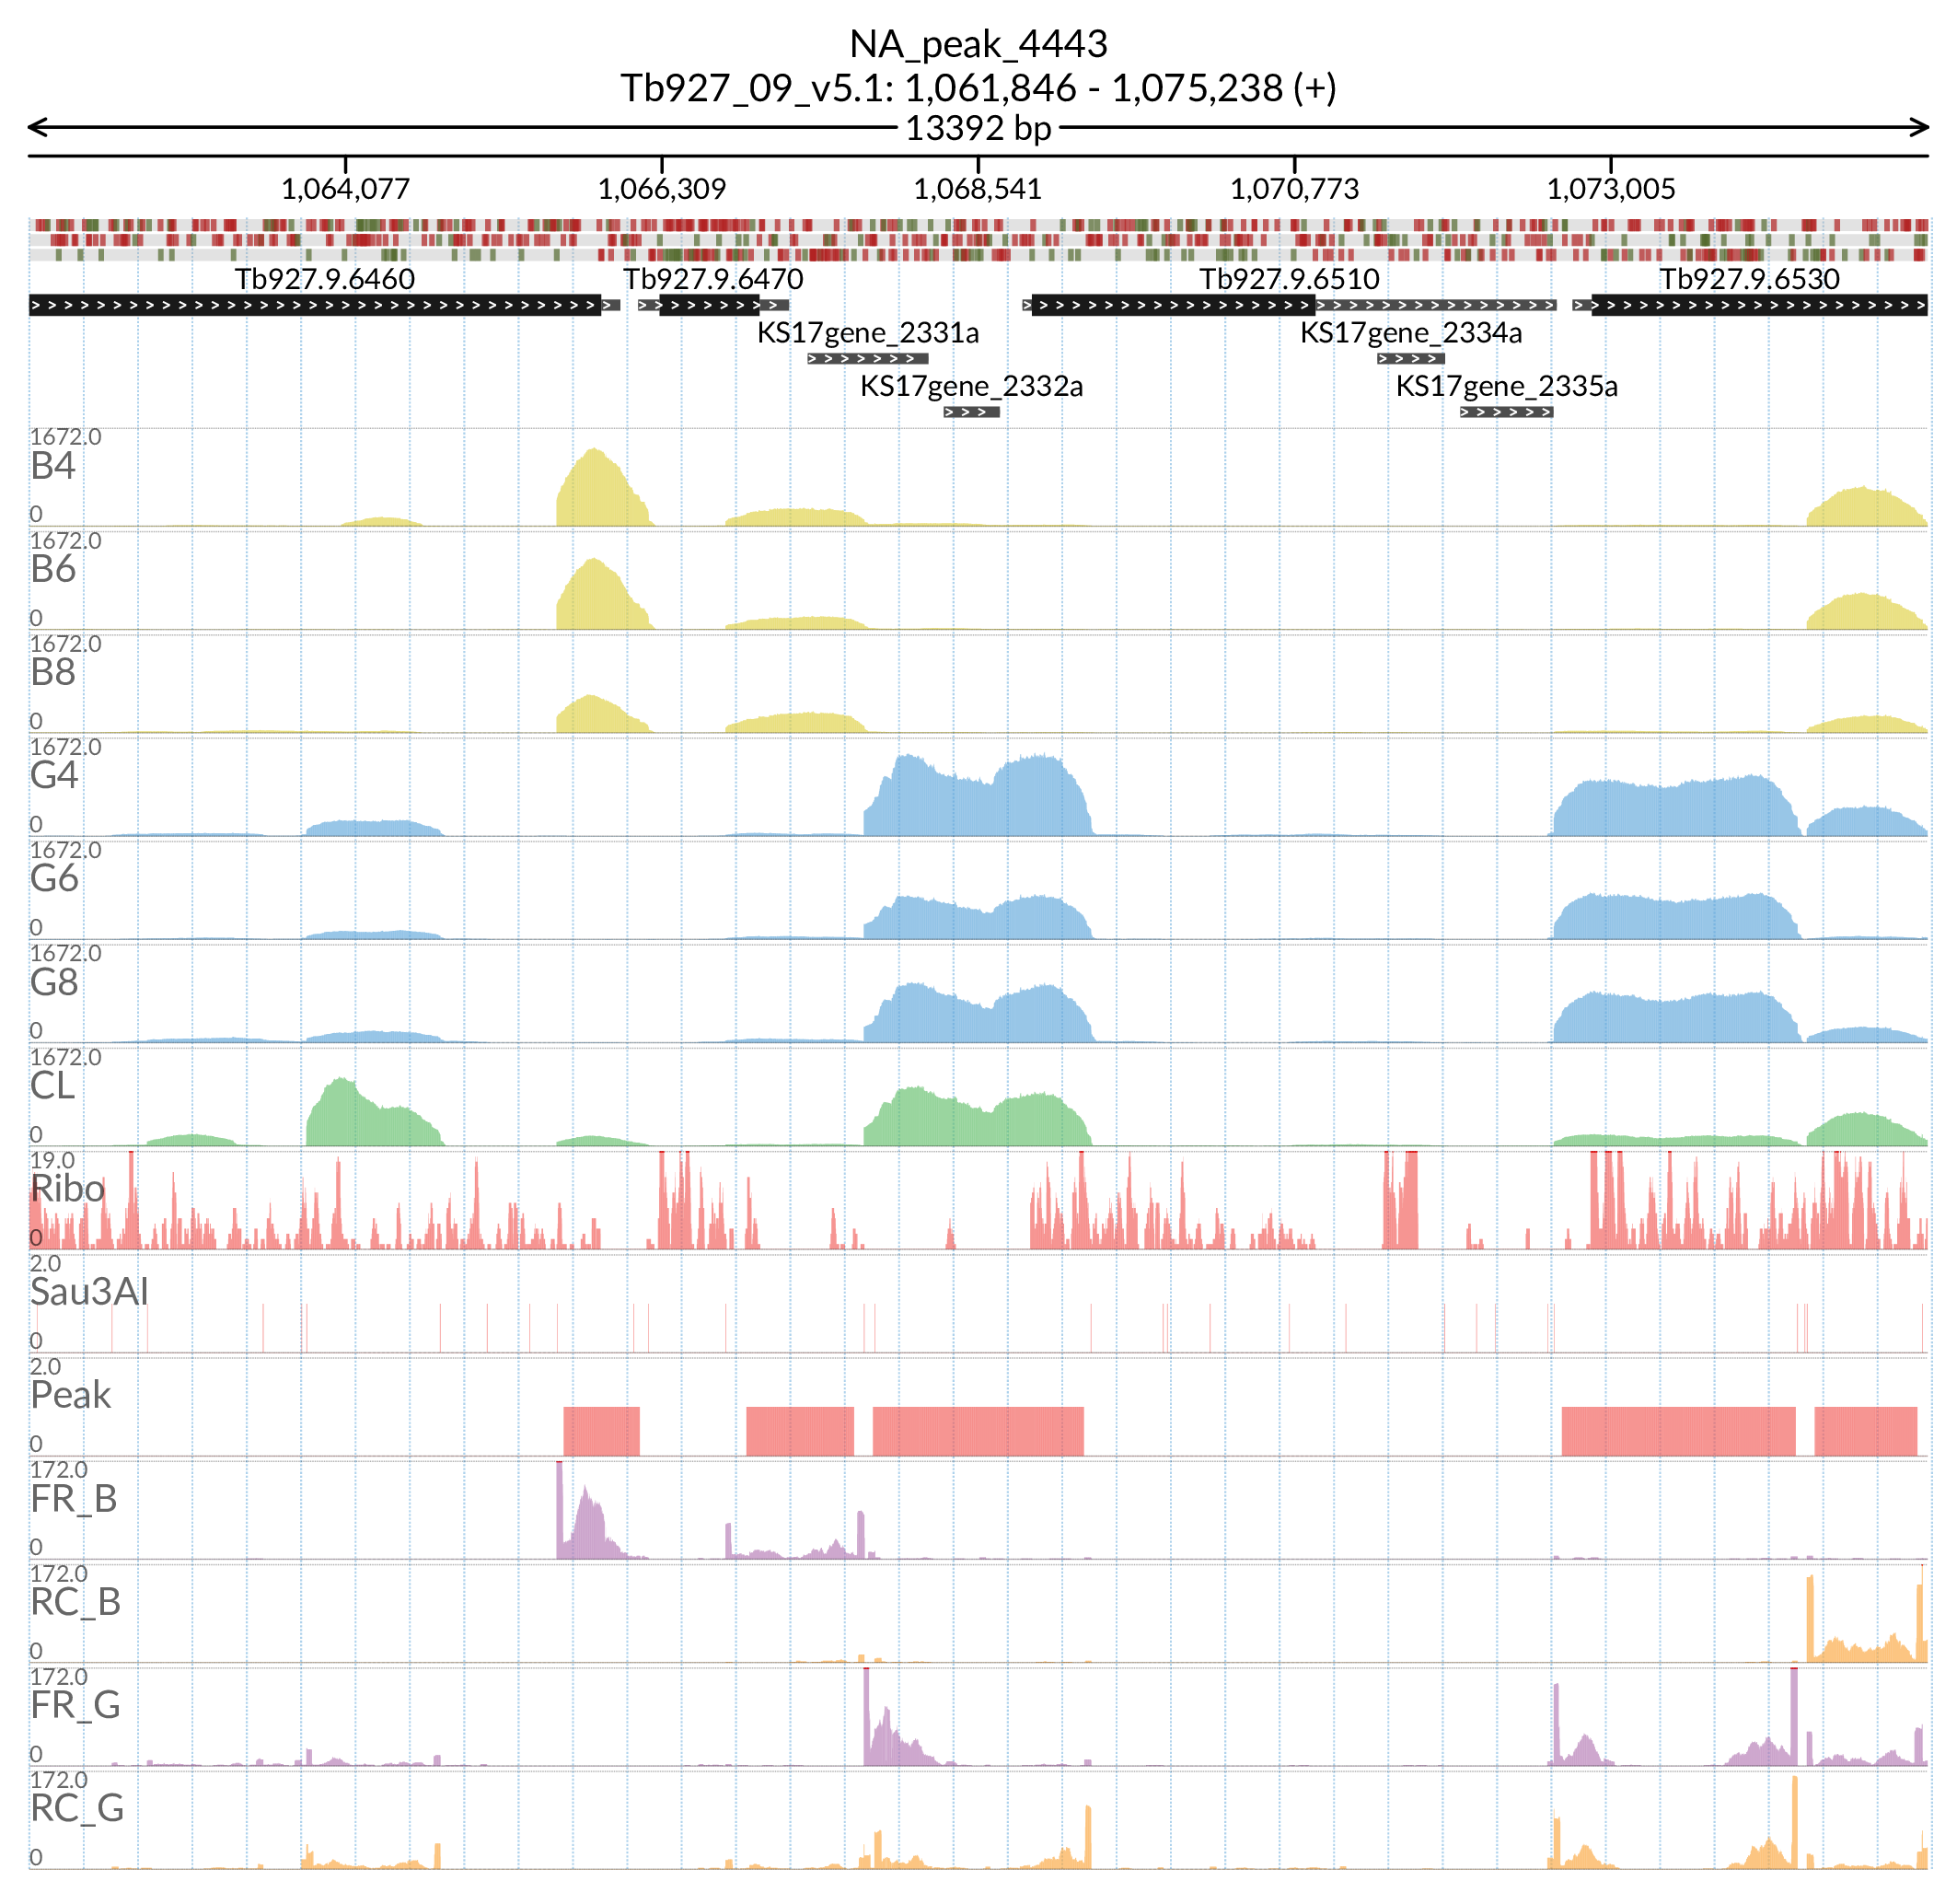 NA_peak_4443
Tb927_09_v5.1: 1,061,846 - 1,075,238 (+)
13392 bp
1,064,077 1,066,309 1,068,541 1,070,773 1,073,005
Tb927.9.6460 Tb927.9.6470 Tb927.9.6510 Tb927.9.6530
KS17gene_2331a KS17gene_2334a
KS17gene_2332a KS17gene_2335a
1672.0
B4
0
1672.0
B6
0
1672.0
B8
0
1672.0
G4
0
1672.0
G6
0
1672.0
G8
0
1672.0
CL
0
19.0
Ribo
0
2.0
Sau3AI
0
2.0
Peak
0
172.0
FR_B
0
172.0
RC_B
0
172.0
FR_G
0
172.0
RC_G
0